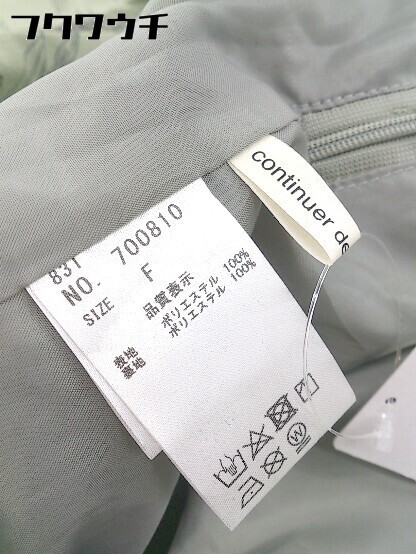 フクワウチ
continuer de
831
NO. 700810
SIZE F
品質表示
表地 ポリエステル 100%
裏地 ポリエステル 100%